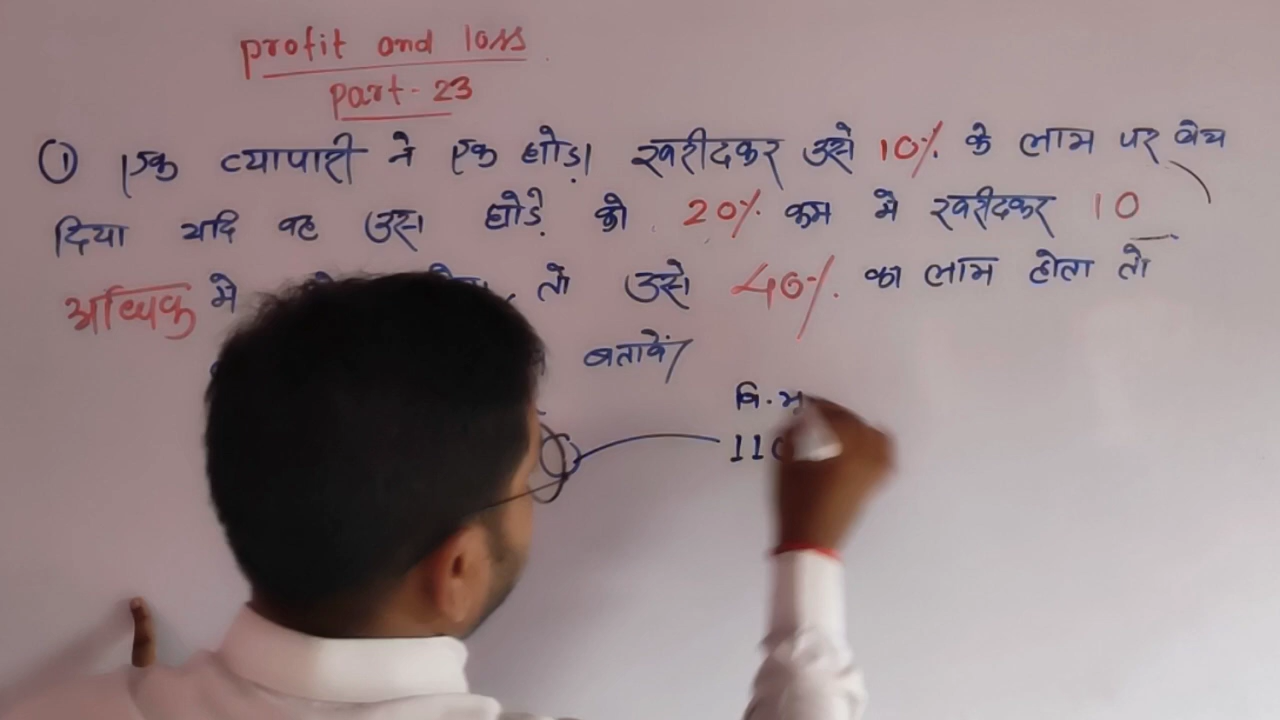 profit and loss
part - 23
① एक व्यापारी ने एक घोड़ा खरीदकर उसे 10% के लाभ पर बेच
दिया यदि वह उस घोड़े को 20% कम मे खरीदकर 10
अधिक मे तो उसे 40% का लाभ होता तो
बतावें
वि. मू
110